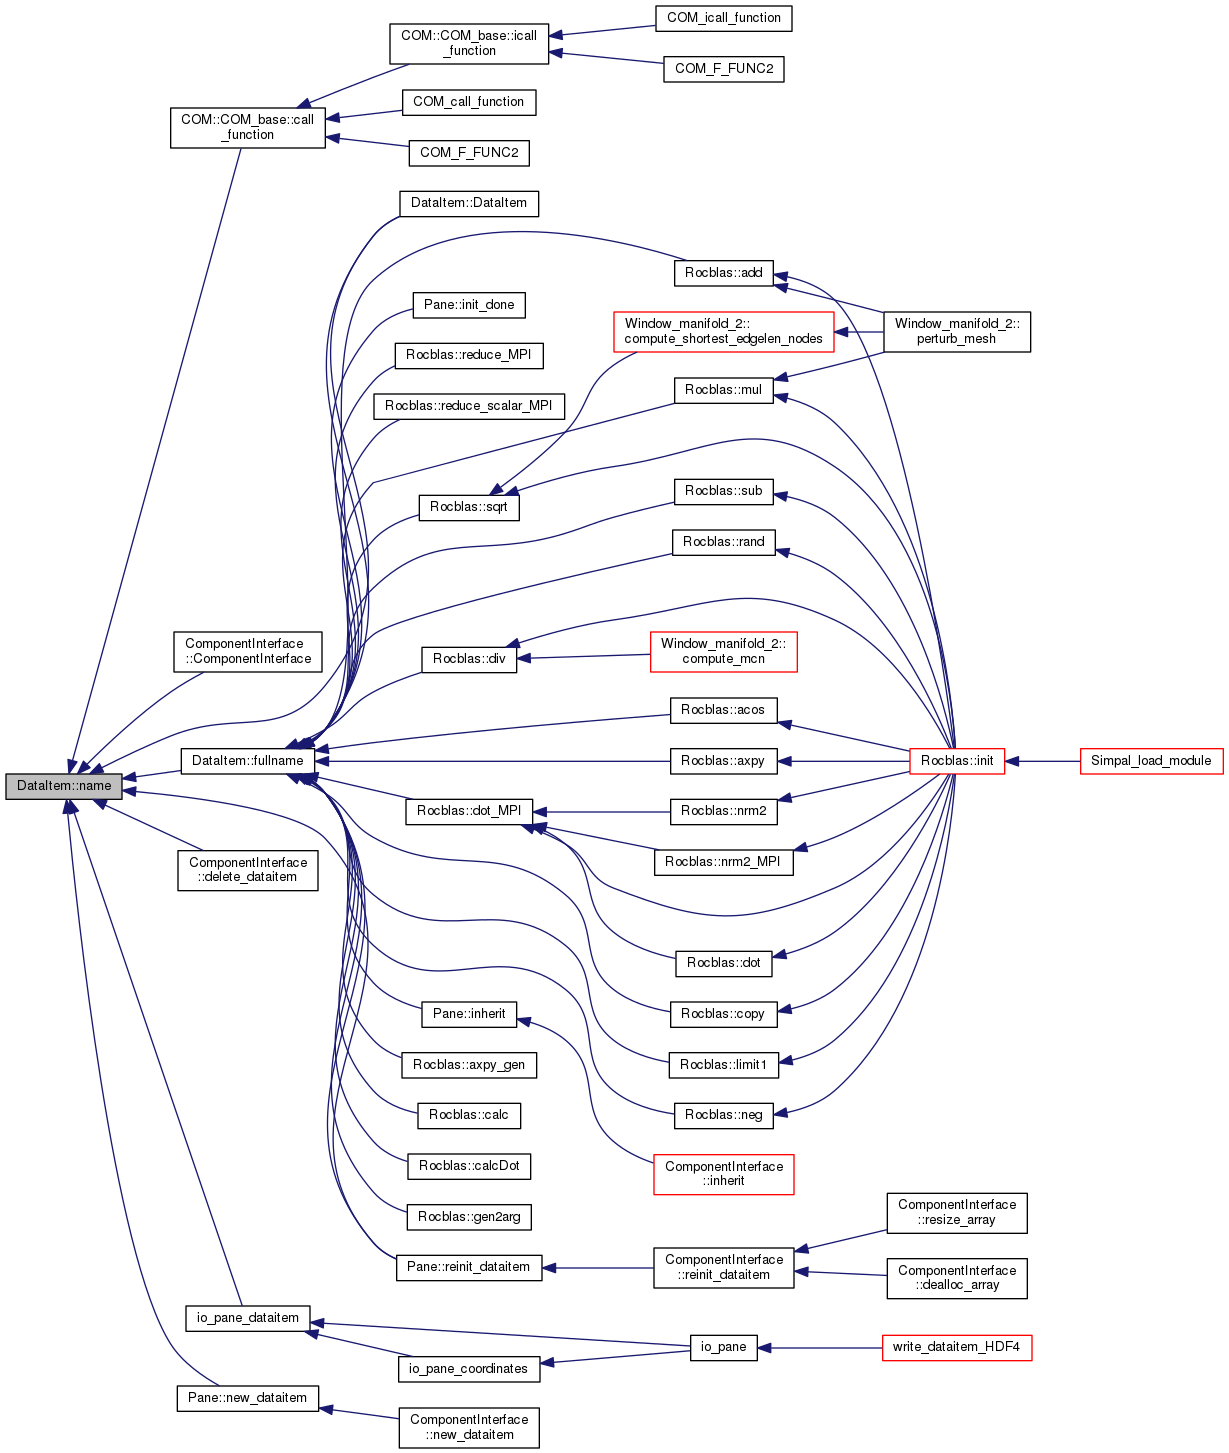 COM_icall_function
COM::COM_base::icall
_function
COM_F_FUNC2
COM_call_function
COM::COM_base::call
_function
COM_F_FUNC2
DataItem::DataItem
Rocblas::add
Pane::init_done
Window_manifold_2::
compute_shortest_edgelen_nodes
Window_manifold_2::
perturb_mesh
Rocblas::reduce_MPI
Rocblas::mul
Rocblas::reduce_scalar_MPI
Rocblas::sub
Rocblas::sqrt
Rocblas::rand
ComponentInterface
::ComponentInterface
Rocblas::div
Window_manifold_2::
compute_mcn
Rocblas::acos
DataItem::fullname
Rocblas::axpy
Rocblas::init
Simpal_load_module
DataItem::name
Rocblas::dot_MPI
Rocblas::nrm2
ComponentInterface
::delete_dataitem
Rocblas::nrm2_MPI
Rocblas::dot
Pane::inherit
Rocblas::copy
Rocblas::axpy_gen
Rocblas::limit1
Rocblas::calc
Rocblas::neg
Rocblas::calcDot
ComponentInterface
::inherit
Rocblas::gen2arg
ComponentInterface
::resize_array
Pane::reinit_dataitem
ComponentInterface
::reinit_dataitem
ComponentInterface
::dealloc_array
io_pane_dataitem
io_pane
write_dataitem_HDF4
io_pane_coordinates
Pane::new_dataitem
ComponentInterface
::new_dataitem